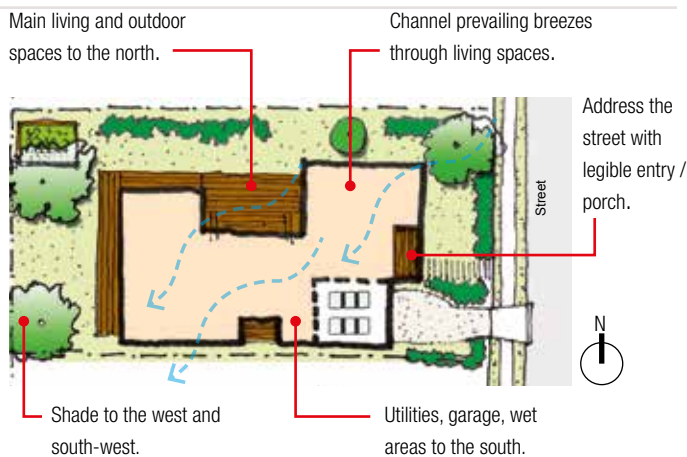 Main living and outdoor
spaces to the north.
Channel prevailing breezes
through living spaces.
Address the
street with
legible entry /
porch.
Street
N
Shade to the west and
south-west.
Utilities, garage, wet
areas to the south.